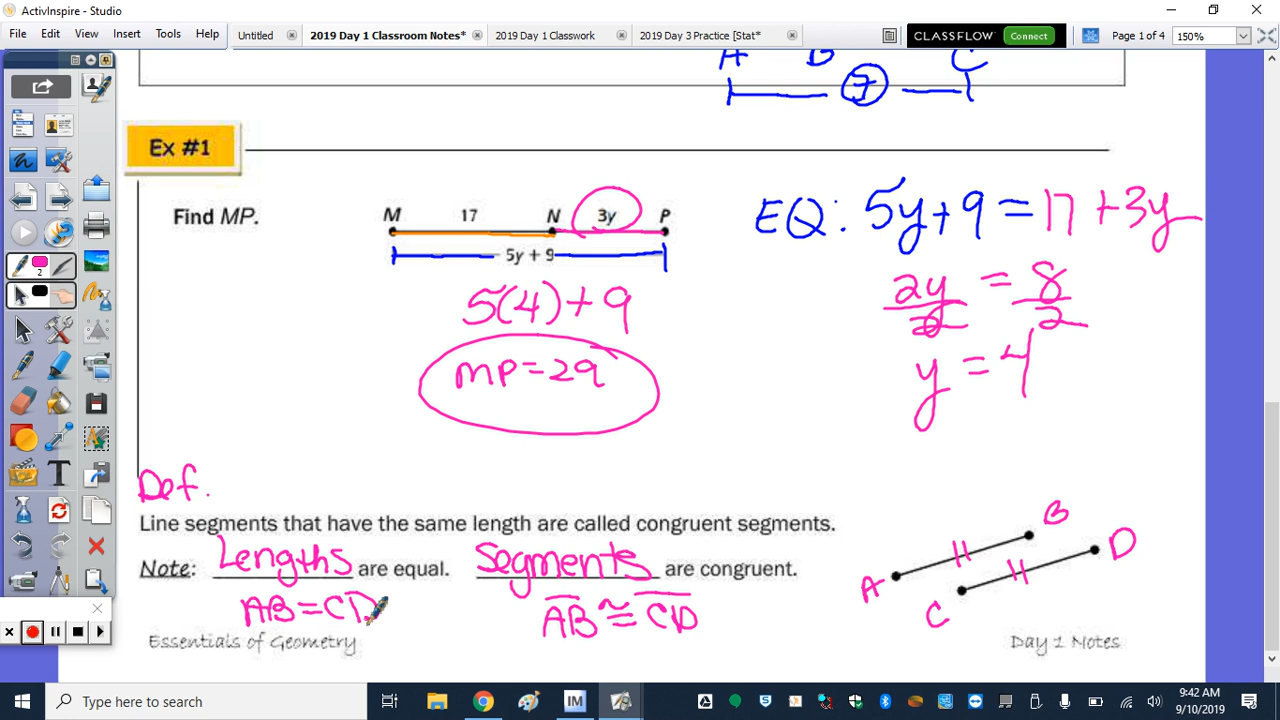 ActivInspire - Studio
File Edit View Insert Tools Help
Untitled 2019 Day 1 Classroom Notes* 2019 Day 1 Classwork 2019 Day 3 Practice [Stat*
CLASSFLOW Connect
Page 1 of 4 150%
A B C
7
Ex #1
Find MP.
M 17 N 3y P
5y + 9
5(4) + 9
MP = 29
EQ: 5y + 9 = 17 + 3y
2y = 8
2 2
y = 4
Def.
Line segments that have the same length are called congruent segments.
Note: Lengths are equal. Segments are congruent.
AB = CD
A̅B̅ ≅ C̅D̅
A B C D
Essentials of Geometry
Day 1 Notes
2
T
Type here to search
IM
S
9:42 AM
9/10/2019